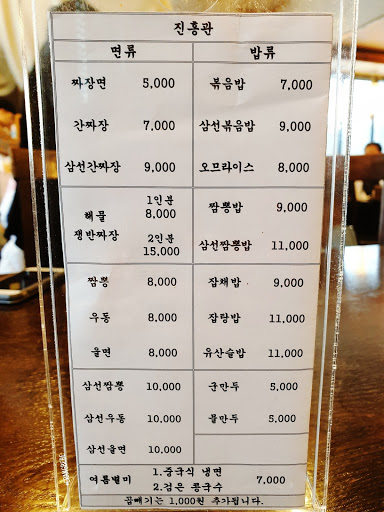 진흥관
면류 밥류
짜장면 5,000 볶음밥 7,000
간짜장 7,000 삼선볶음밥 9,000
삼선간짜장 9,000 오므라이스 8,000
해물 1인분 8,000 짬뽕밥 9,000
쟁반짜장 2인분 15,000 삼선짬뽕밥 11,000
짬뽕 8,000 잡채밥 9,000
우동 8,000 잡탕밥 11,000
울면 8,000 유산슬밥 11,000
삼선짬뽕 10,000 군만두 5,000
삼선우동 10,000 물만두 5,000
삼선울면 10,000
여름별미 1.중국식 냉면 7,000
2.검은 콩국수
곱빼기는 1,000원 추가됩니다.